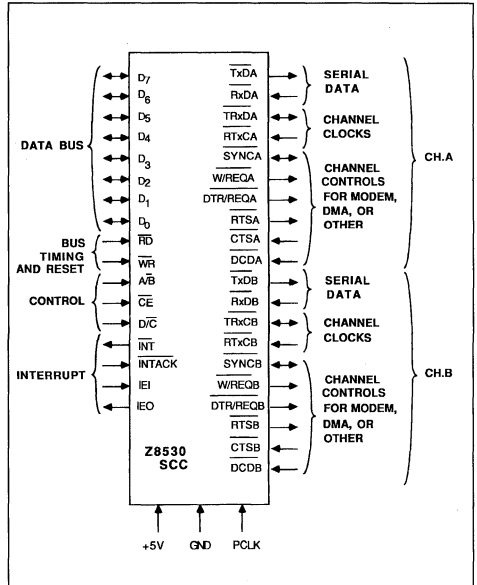 DATA BUS
BUS
TIMING
AND RESET
CONTROL
INTERRUPT
D7
D6
D5
D4
D3
D2
D1
D0
RD
WR
A/B
CE
D/C
INT
INTACK
IEI
IEO
TxDA
RxDA
TRxDA
RTxCA
SYNCA
W/REQA
DTR/REQA
RTSA
CTSA
DCDA
TxDB
RxDB
TRxCB
RTxCB
SYNCB
W/REQB
DTR/REQB
RTSB
CTSB
DCDB
Z8530
SCC
SERIAL
DATA
CHANNEL
CLOCKS
CHANNEL
CONTROLS
FOR MODEM,
DMA, OR
OTHER
CH.A
SERIAL
DATA
CHANNEL
CLOCKS
CHANNEL
CONTROLS
FOR MODEM,
DMA, OR
OTHER
CH.B
+5V GND PCLK